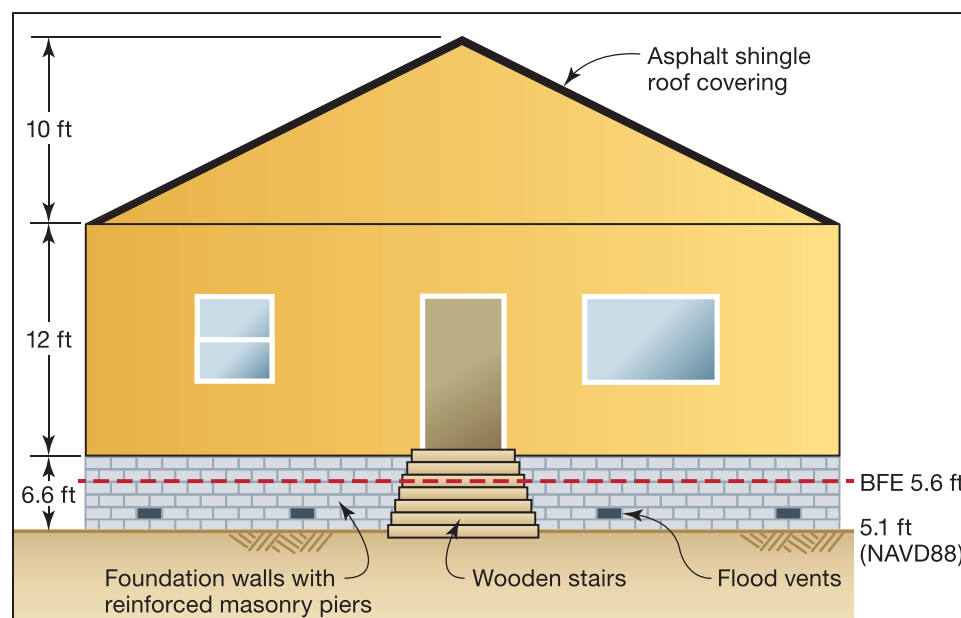 Asphalt shingle
roof covering
10 ft
12 ft
6.6 ft
BFE 5.6 ft
5.1 ft
(NAVD88)
Foundation walls with
reinforced masonry piers
Wooden stairs
Flood vents